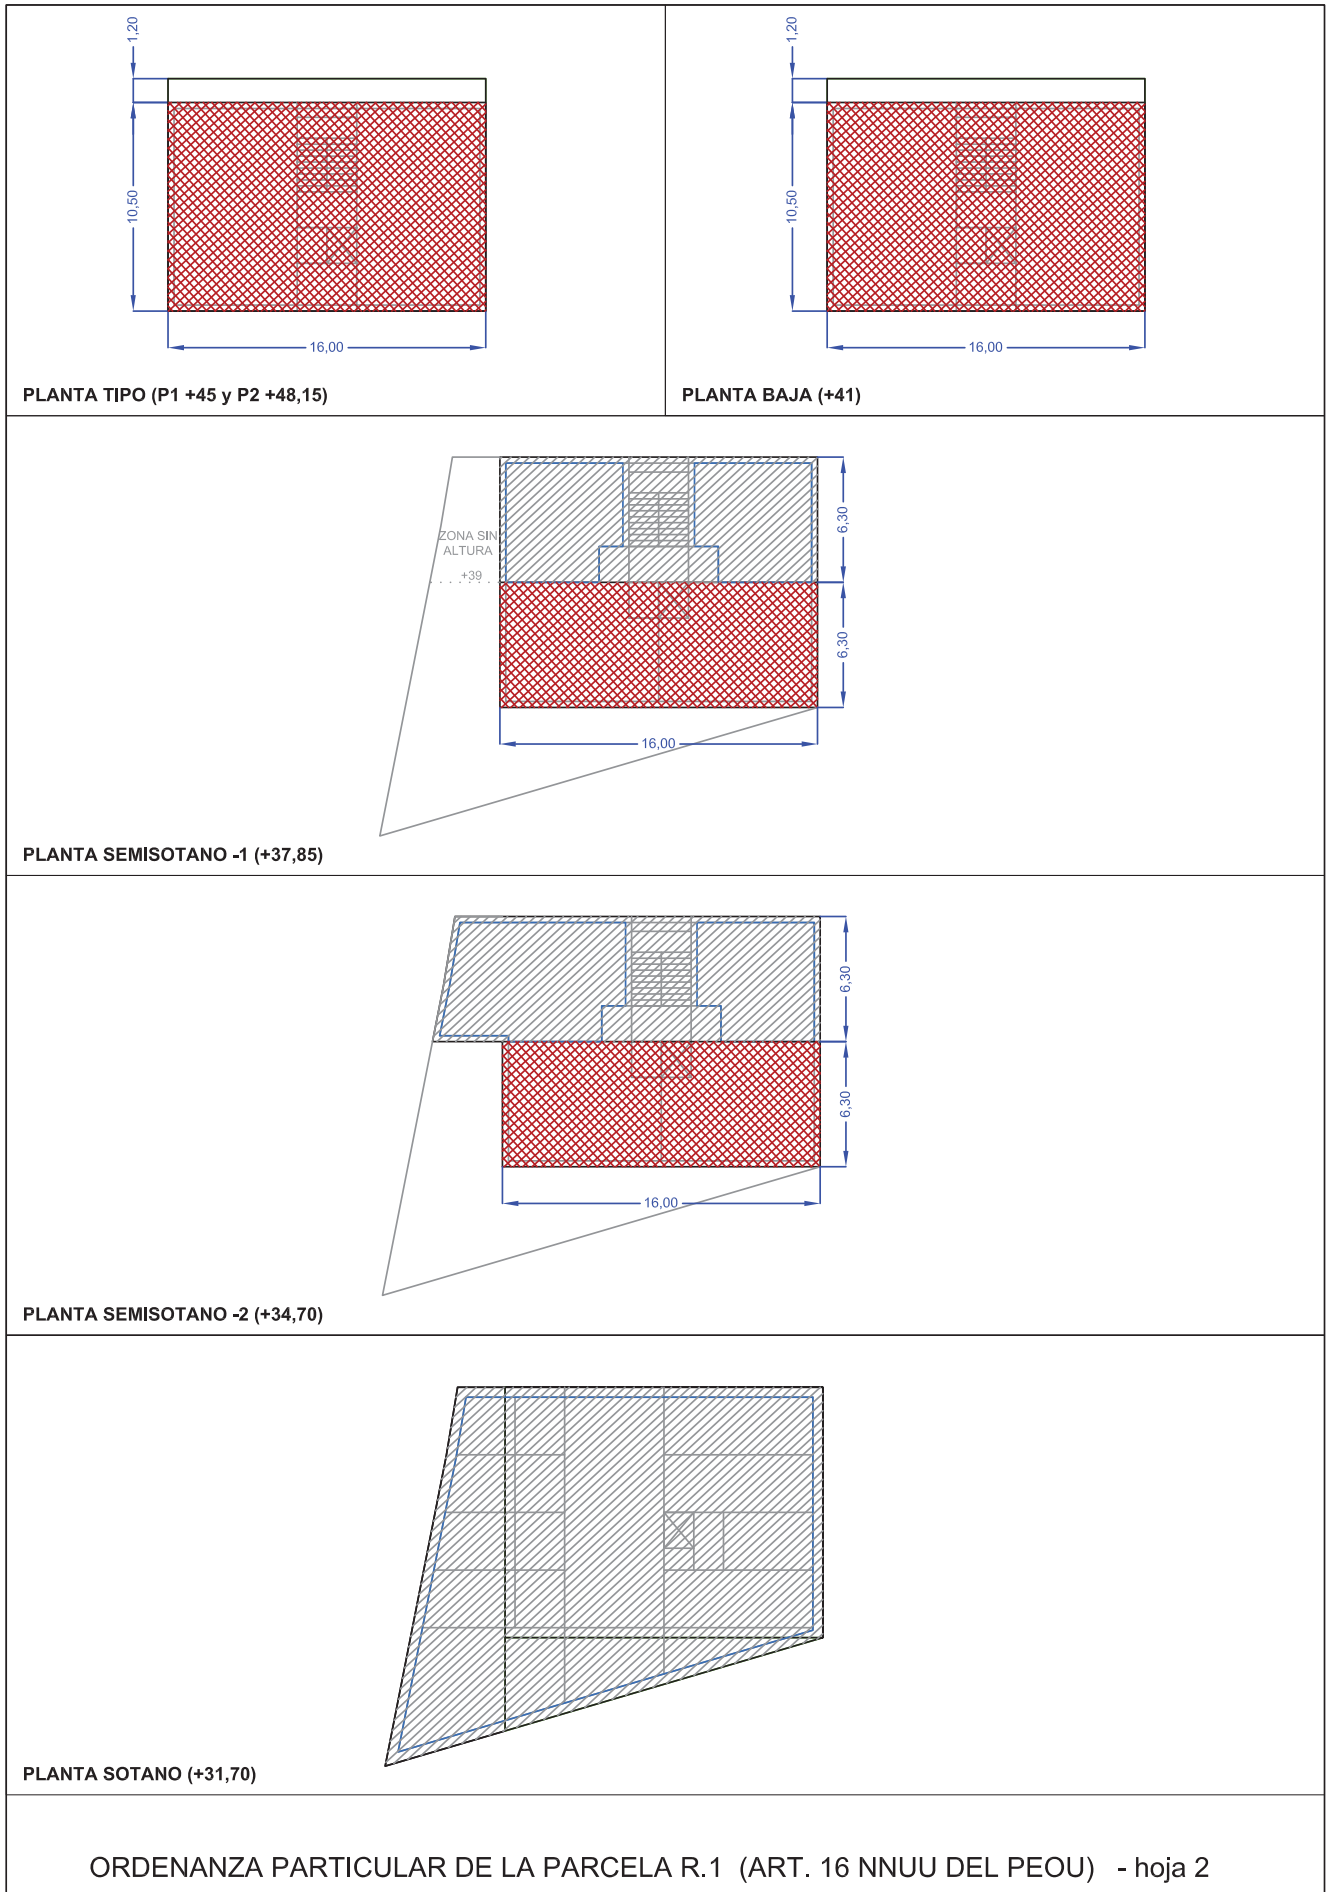 1,20
10,50
16,00
PLANTA TIPO (P1 +45 y P2 +48,15)
1,20
10,50
16,00
PLANTA BAJA (+41)
ZONA SIN
ALTURA
+39
6,30
6,30
16,00
PLANTA SEMISOTANO -1 (+37,85)
6,30
6,30
16,00
PLANTA SEMISOTANO -2 (+34,70)
PLANTA SOTANO (+31,70)
ORDENANZA PARTICULAR DE LA PARCELA R.1 (ART. 16 NNUU DEL PEOU) - hoja 2